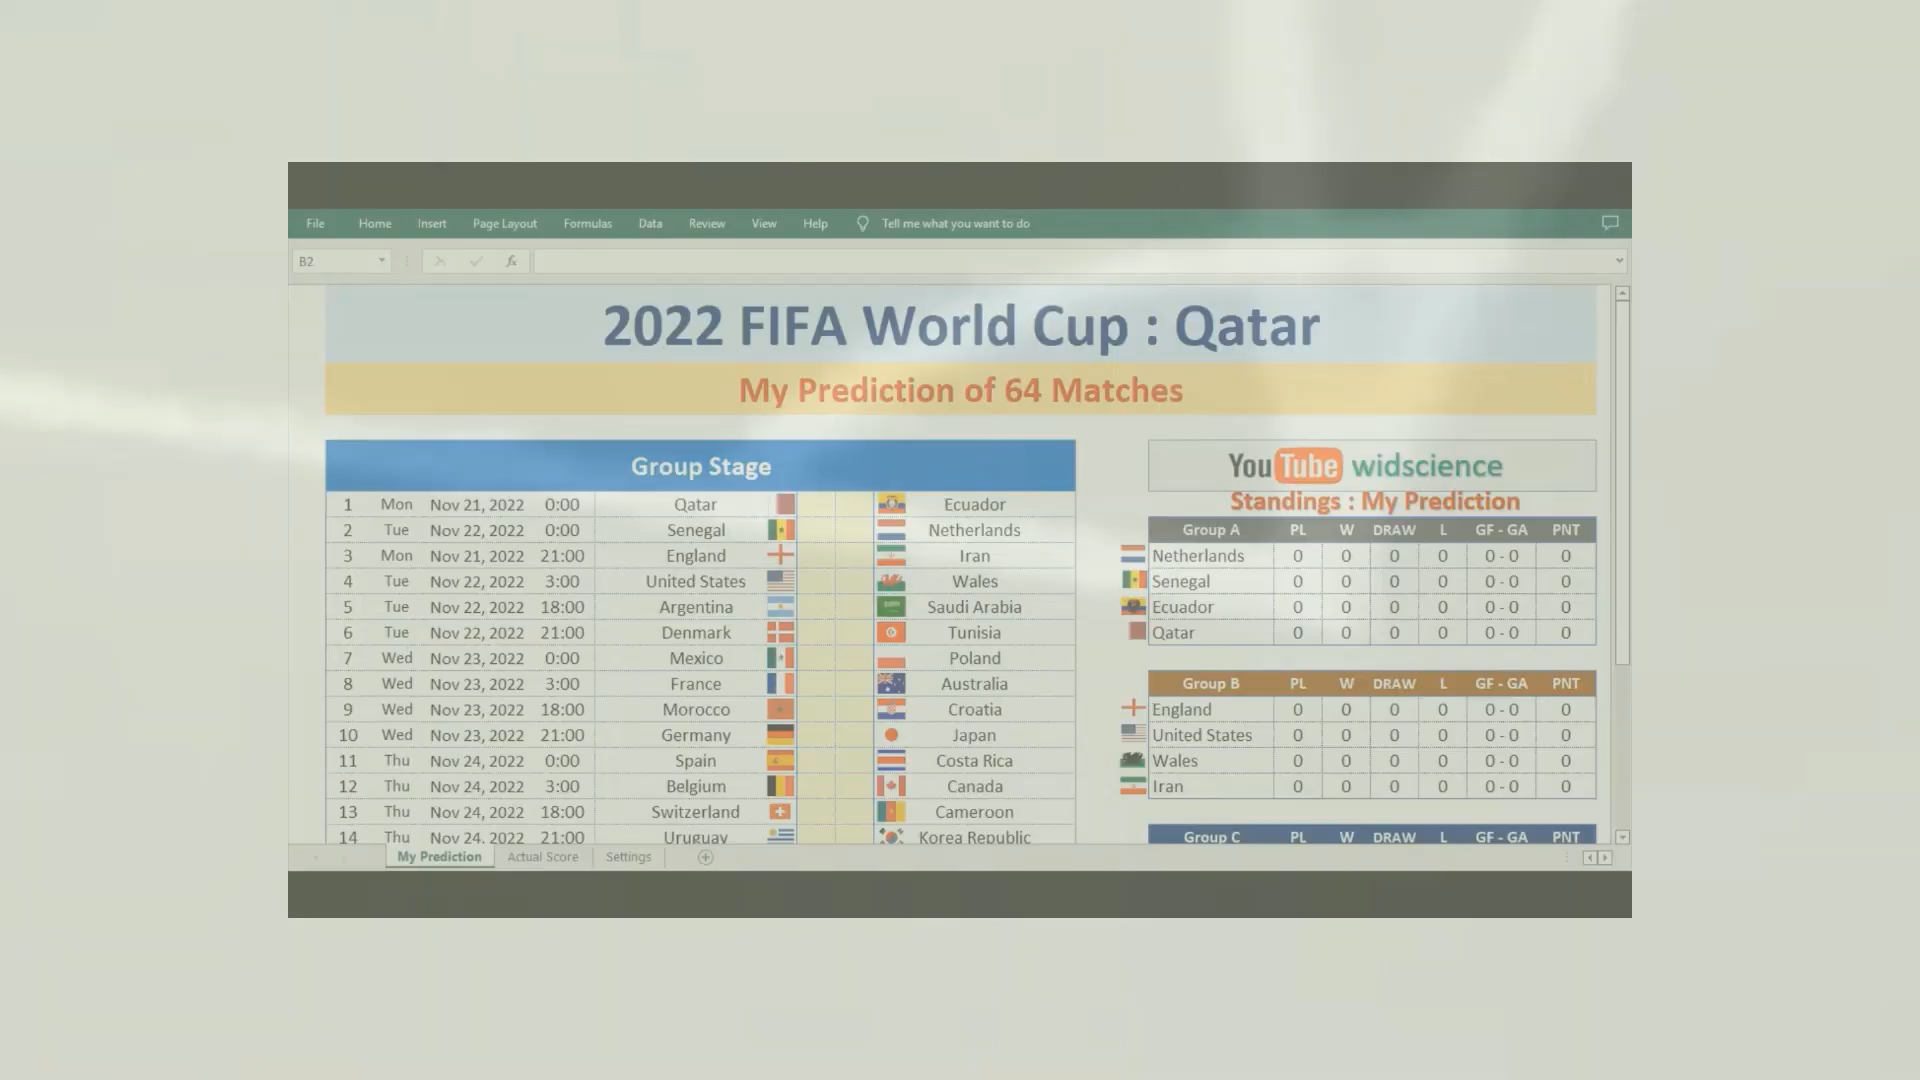 File Home Insert Page Layout Formulas Data Review View Help Tell me what you want to do
B2 fx
2022 FIFA World Cup : Qatar
My Prediction of 64 Matches
Group Stage
1 Mon Nov 21, 2022 0:00 Qatar Ecuador
2 Tue Nov 22, 2022 0:00 Senegal Netherlands
3 Mon Nov 21, 2022 21:00 England Iran
4 Tue Nov 22, 2022 3:00 United States Wales
5 Tue Nov 22, 2022 18:00 Argentina Saudi Arabia
6 Tue Nov 22, 2022 21:00 Denmark Tunisia
7 Wed Nov 23, 2022 0:00 Mexico Poland
8 Wed Nov 23, 2022 3:00 France Australia
9 Wed Nov 23, 2022 18:00 Morocco Croatia
10 Wed Nov 23, 2022 21:00 Germany Japan
11 Thu Nov 24, 2022 0:00 Spain Costa Rica
12 Thu Nov 24, 2022 3:00 Belgium Canada
13 Thu Nov 24, 2022 18:00 Switzerland Cameroon
14 Thu Nov 24, 2022 21:00 Uruguay Korea Republic
YouTube widscience
Standings : My Prediction
Group A PL W DRAW L GF - GA PNT
Netherlands 0 0 0 0 0 - 0 0
Senegal 0 0 0 0 0 - 0 0
Ecuador 0 0 0 0 0 - 0 0
Qatar 0 0 0 0 0 - 0 0
Group B PL W DRAW L GF - GA PNT
England 0 0 0 0 0 - 0 0
United States 0 0 0 0 0 - 0 0
Wales 0 0 0 0 0 - 0 0
Iran 0 0 0 0 0 - 0 0
Group C PL W DRAW L GF - GA PNT
My Prediction Actual Score Settings